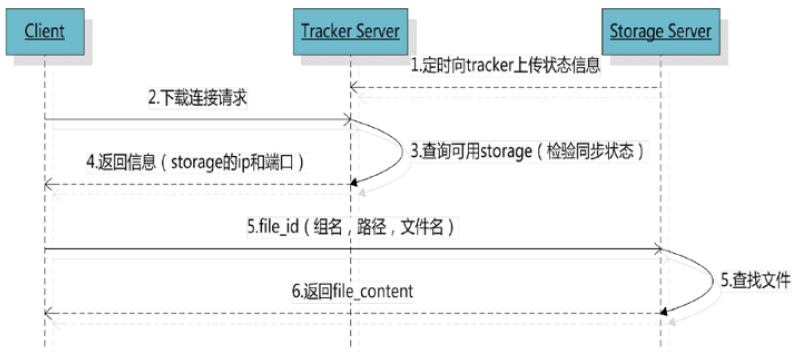 Client
Tracker Server
Storage Server
1.定时向tracker上传状态信息
2.下载连接请求
3.查询可用storage（检验同步状态）
4.返回信息（storage的ip和端口）
5.file_id（组名，路径，文件名）
5.查找文件
6.返回file_content